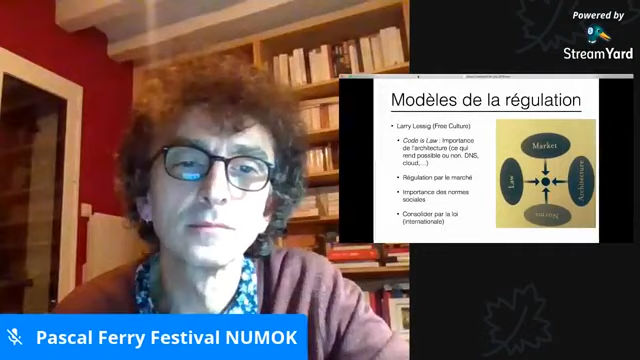 Powered by
StreamYard
Modèles de la régulation
• Larry Lessig (Free Culture)
• Code is Law : Importance
de l'architecture (ce qui
rend possible ou non. DNS,
cloud,...)
• Régulation par le marché
• Importance des normes
sociales
• Consolider par la loi
(internationale)
Market
Law
Architecture
Norms
Pascal Ferry Festival NUMOK